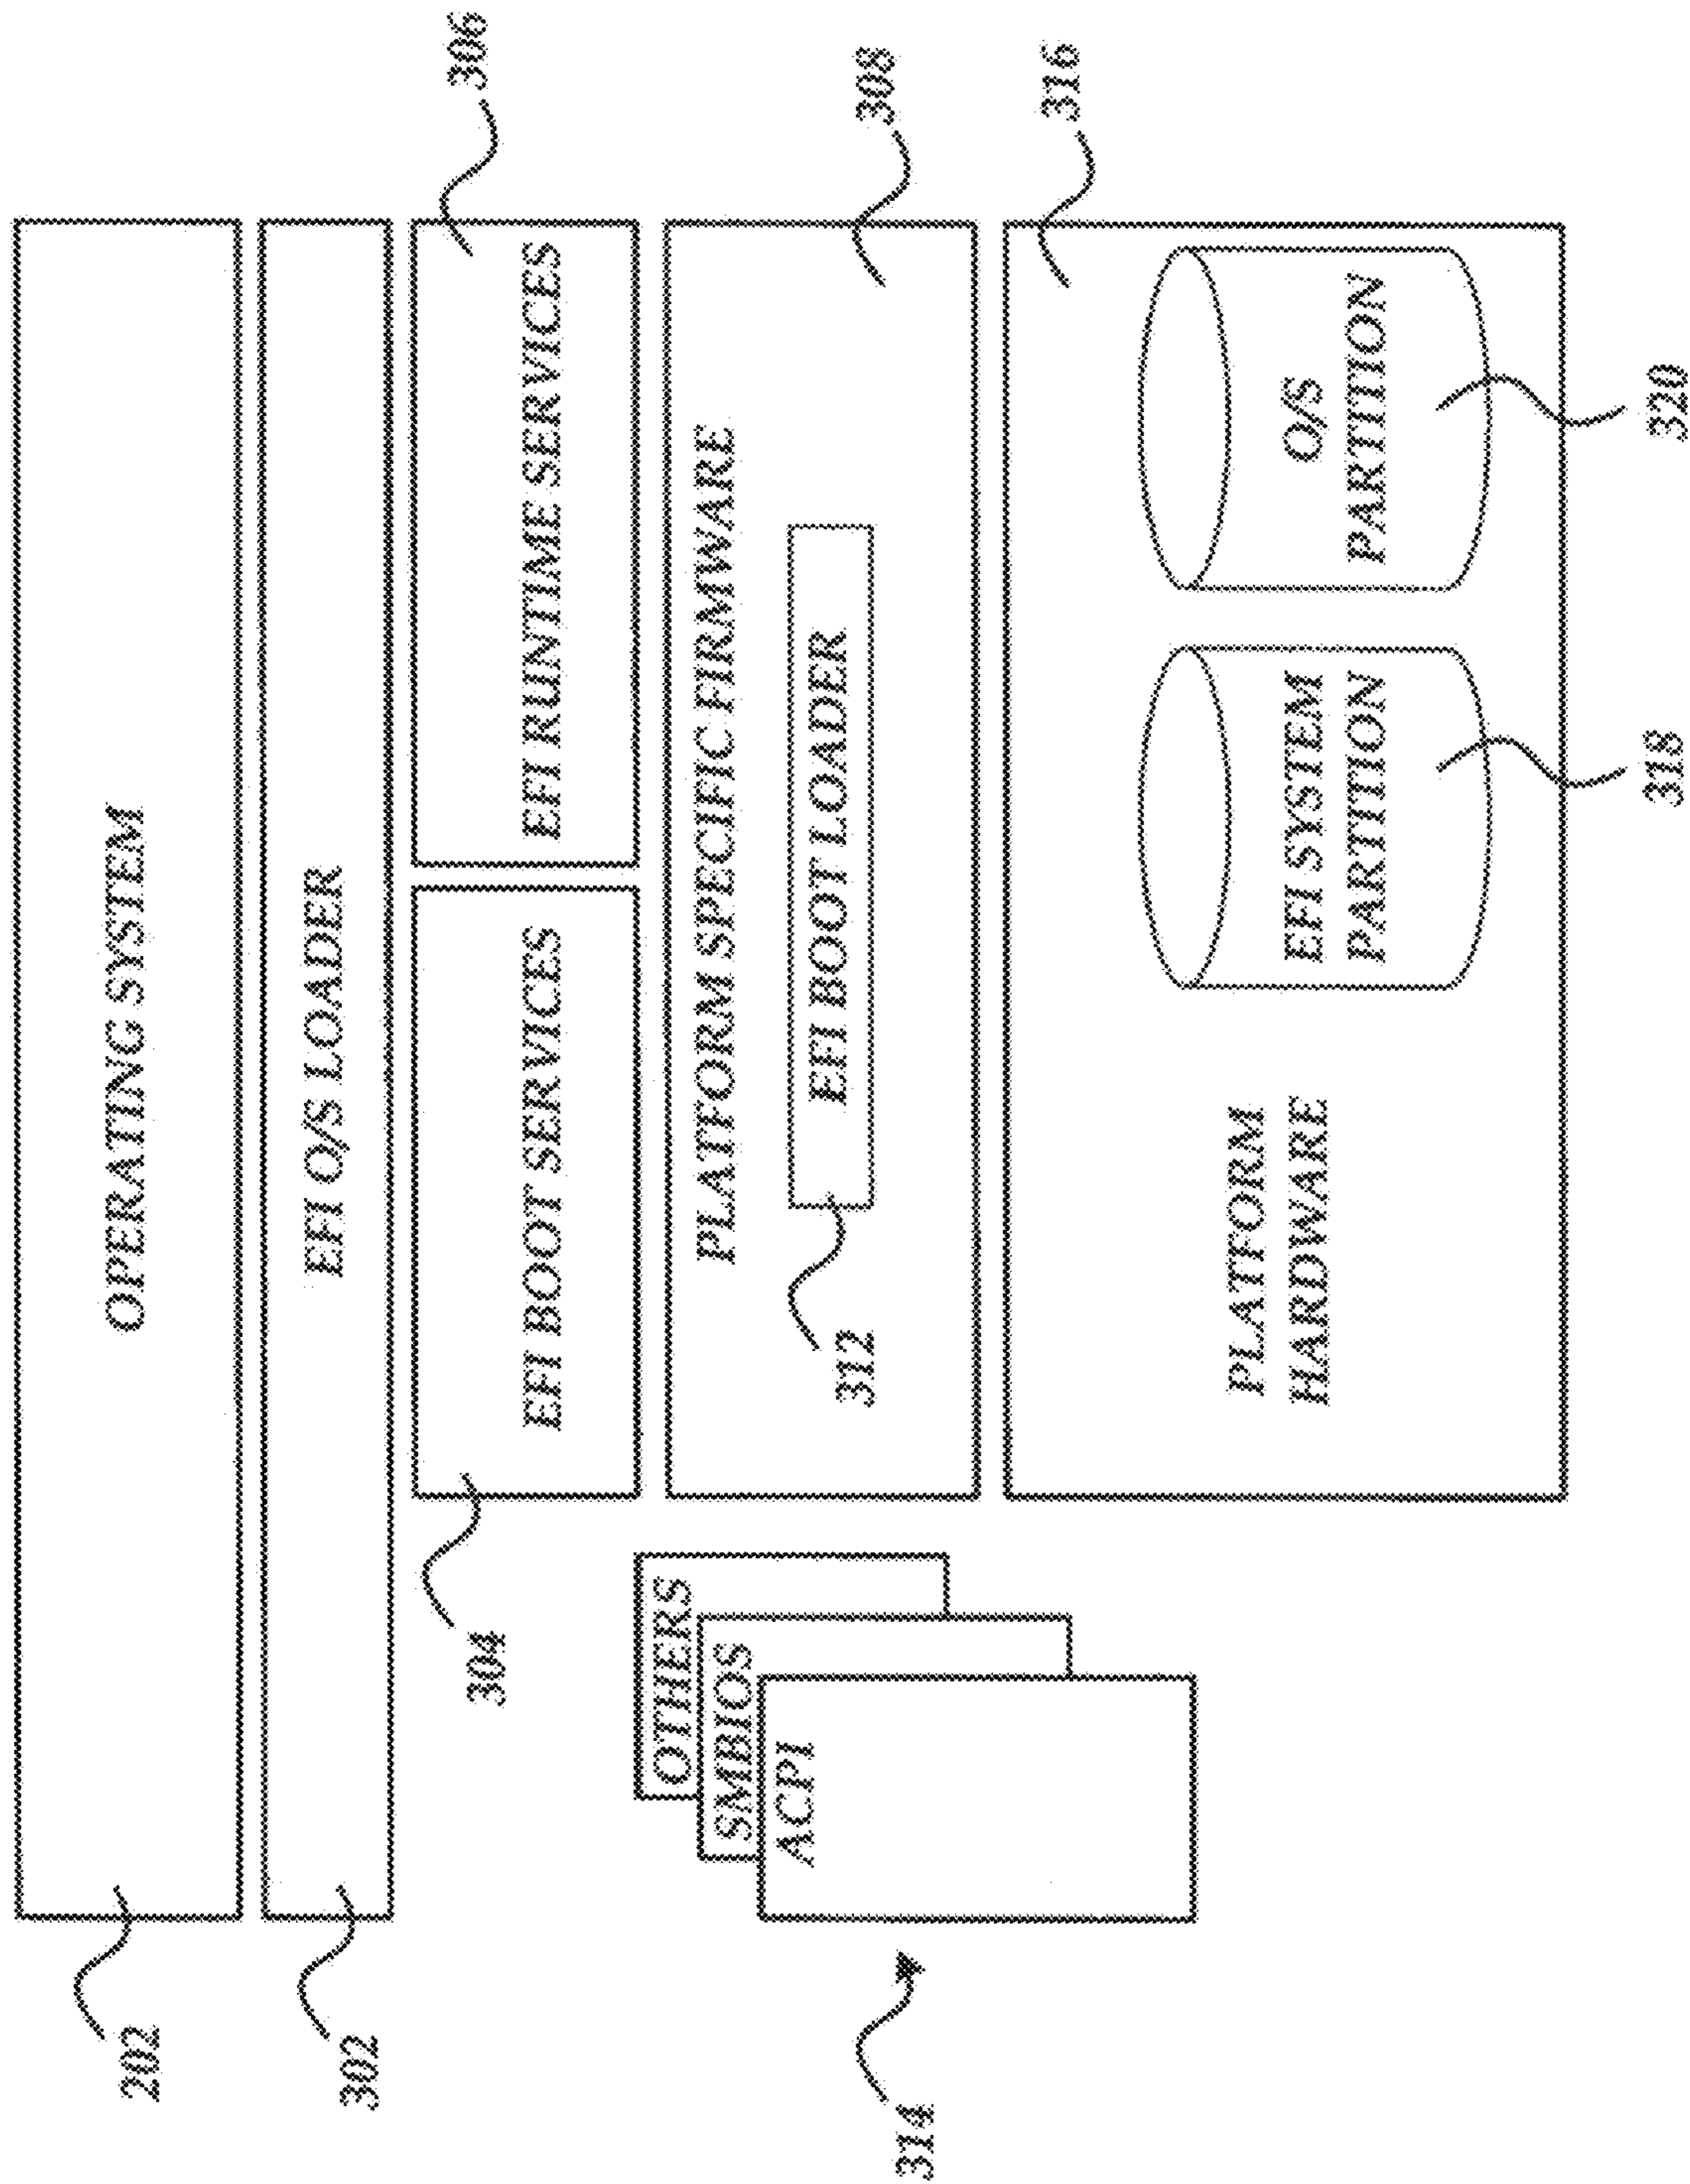 OPERATING SYSTEM
202
EFI O/S LOADER
302
EFI BOOT SERVICES
304
EFI RUNTIME SERVICES
306
PLATFORM SPECIFIC FIRMWARE
308
EFI BOOT LOADER
312
OTHERS
SMBIOS
ACPI
314
PLATFORM
HARDWARE
316
EFI SYSTEM
PARTITION
318
O/S
PARTITION
320